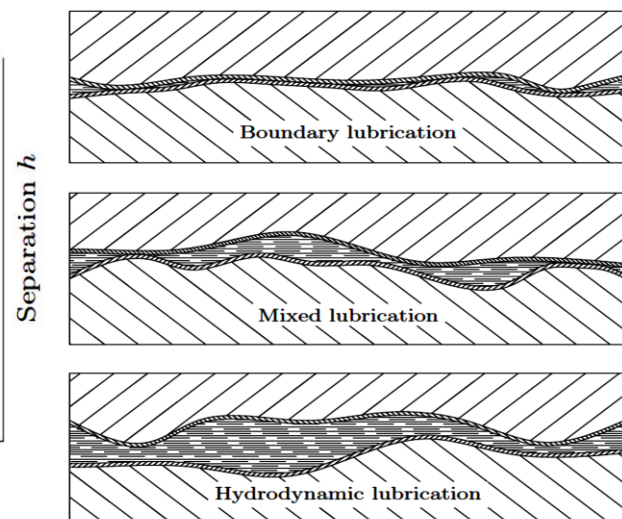 Separation h
Boundary lubrication
Mixed lubrication
Hydrodynamic lubrication